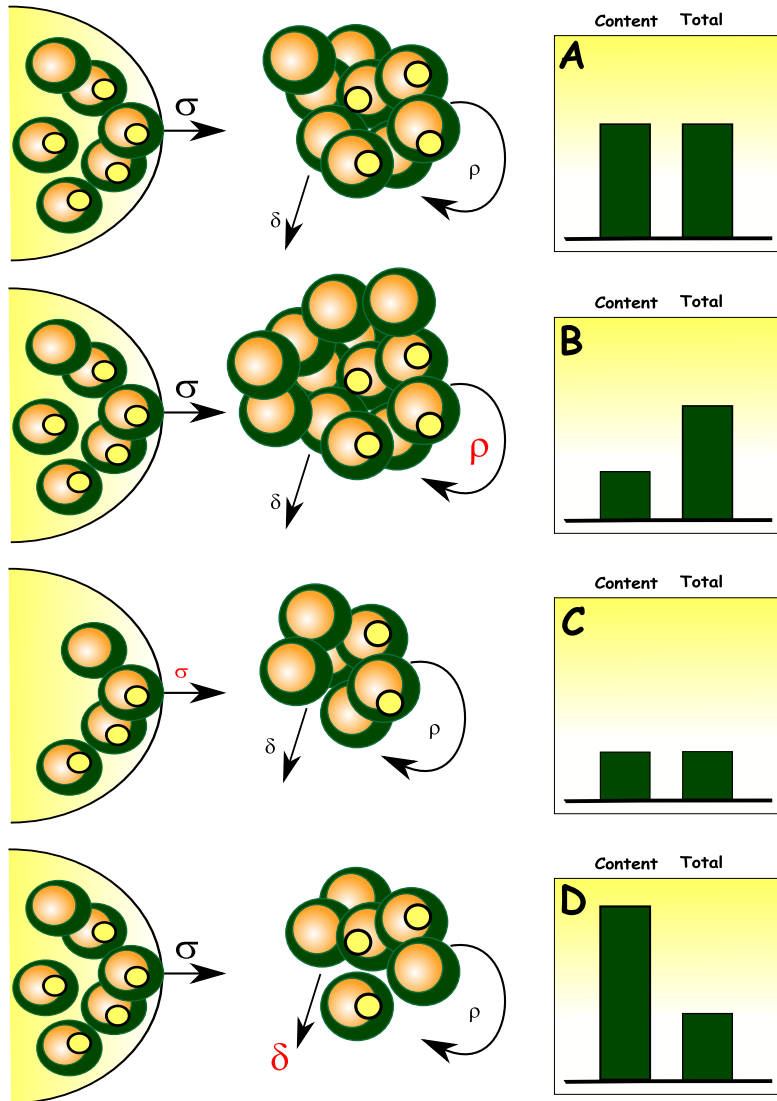 Content Total
A
σ
ρ
δ
Content Total
B
σ
ρ
δ
Content Total
C
σ
ρ
δ
Content Total
D
σ
ρ
δ